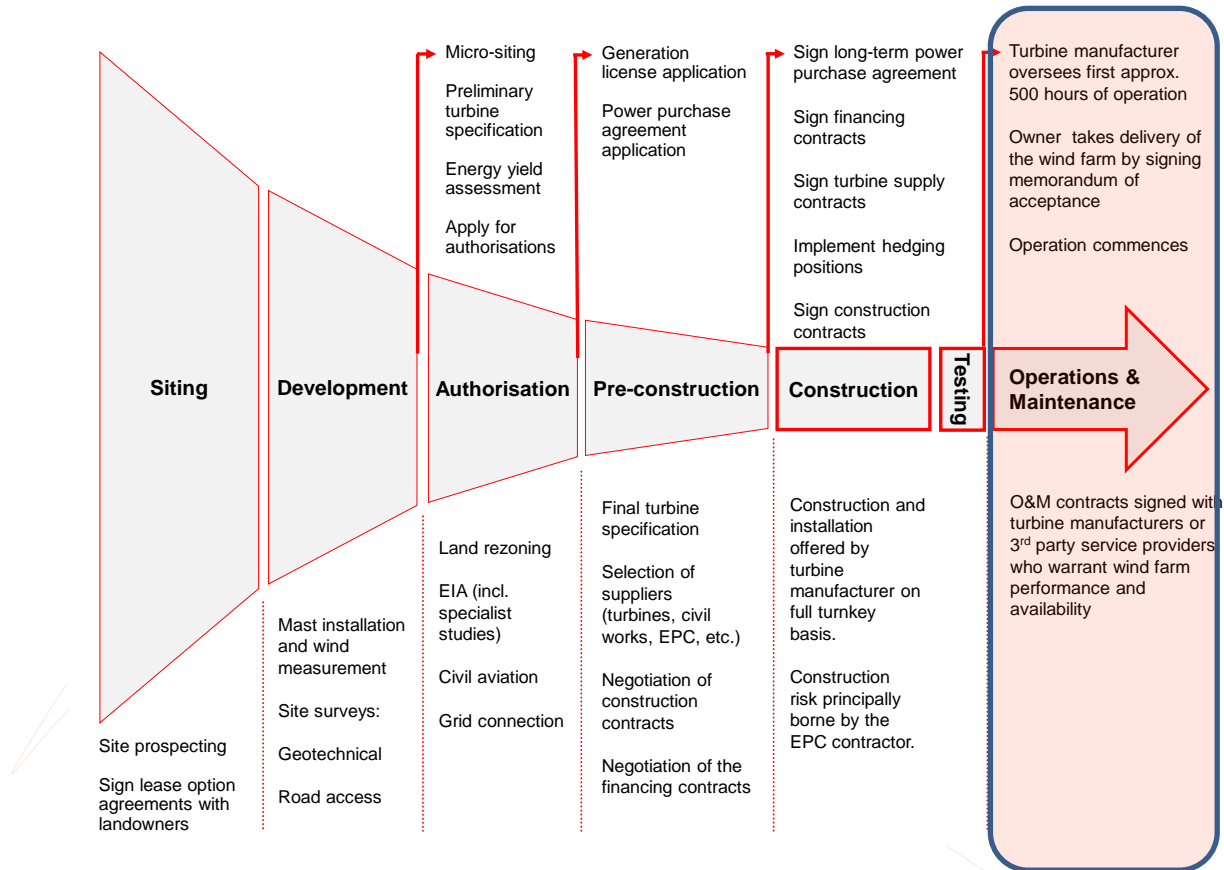 Micro-siting
Preliminary
turbine
specification
Energy yield
assessment
Apply for
authorisations
Generation
license application
Power purchase
agreement
application
Sign long-term power
purchase agreement
Sign financing
contracts
Sign turbine supply
contracts
Implement hedging
positions
Sign construction
contracts
Turbine manufacturer
oversees first approx.
500 hours of operation
Owner  takes delivery of
the wind farm by signing
memorandum of
acceptance
Operation commences
Siting
Development
Authorisation
Pre-construction
Construction
Testing
Operations &
Maintenance
Site prospecting
Sign lease option
agreements with
landowners
Mast installation
and wind
measurement
Site surveys:
Geotechnical
Road access
Land rezoning
EIA (incl.
specialist
studies)
Civil aviation
Grid connection
Final turbine
specification
Selection of
suppliers
(turbines, civil
works, EPC, etc.)
Negotiation of
construction
contracts
Negotiation of the
financing contracts
Construction and
installation
offered by
turbine
manufacturer on
full turnkey
basis.
Construction
risk principally
borne by the
EPC contractor.
O&M contracts signed with
turbine manufacturers or
3rd party service providers
who warrant wind farm
performance and
availability